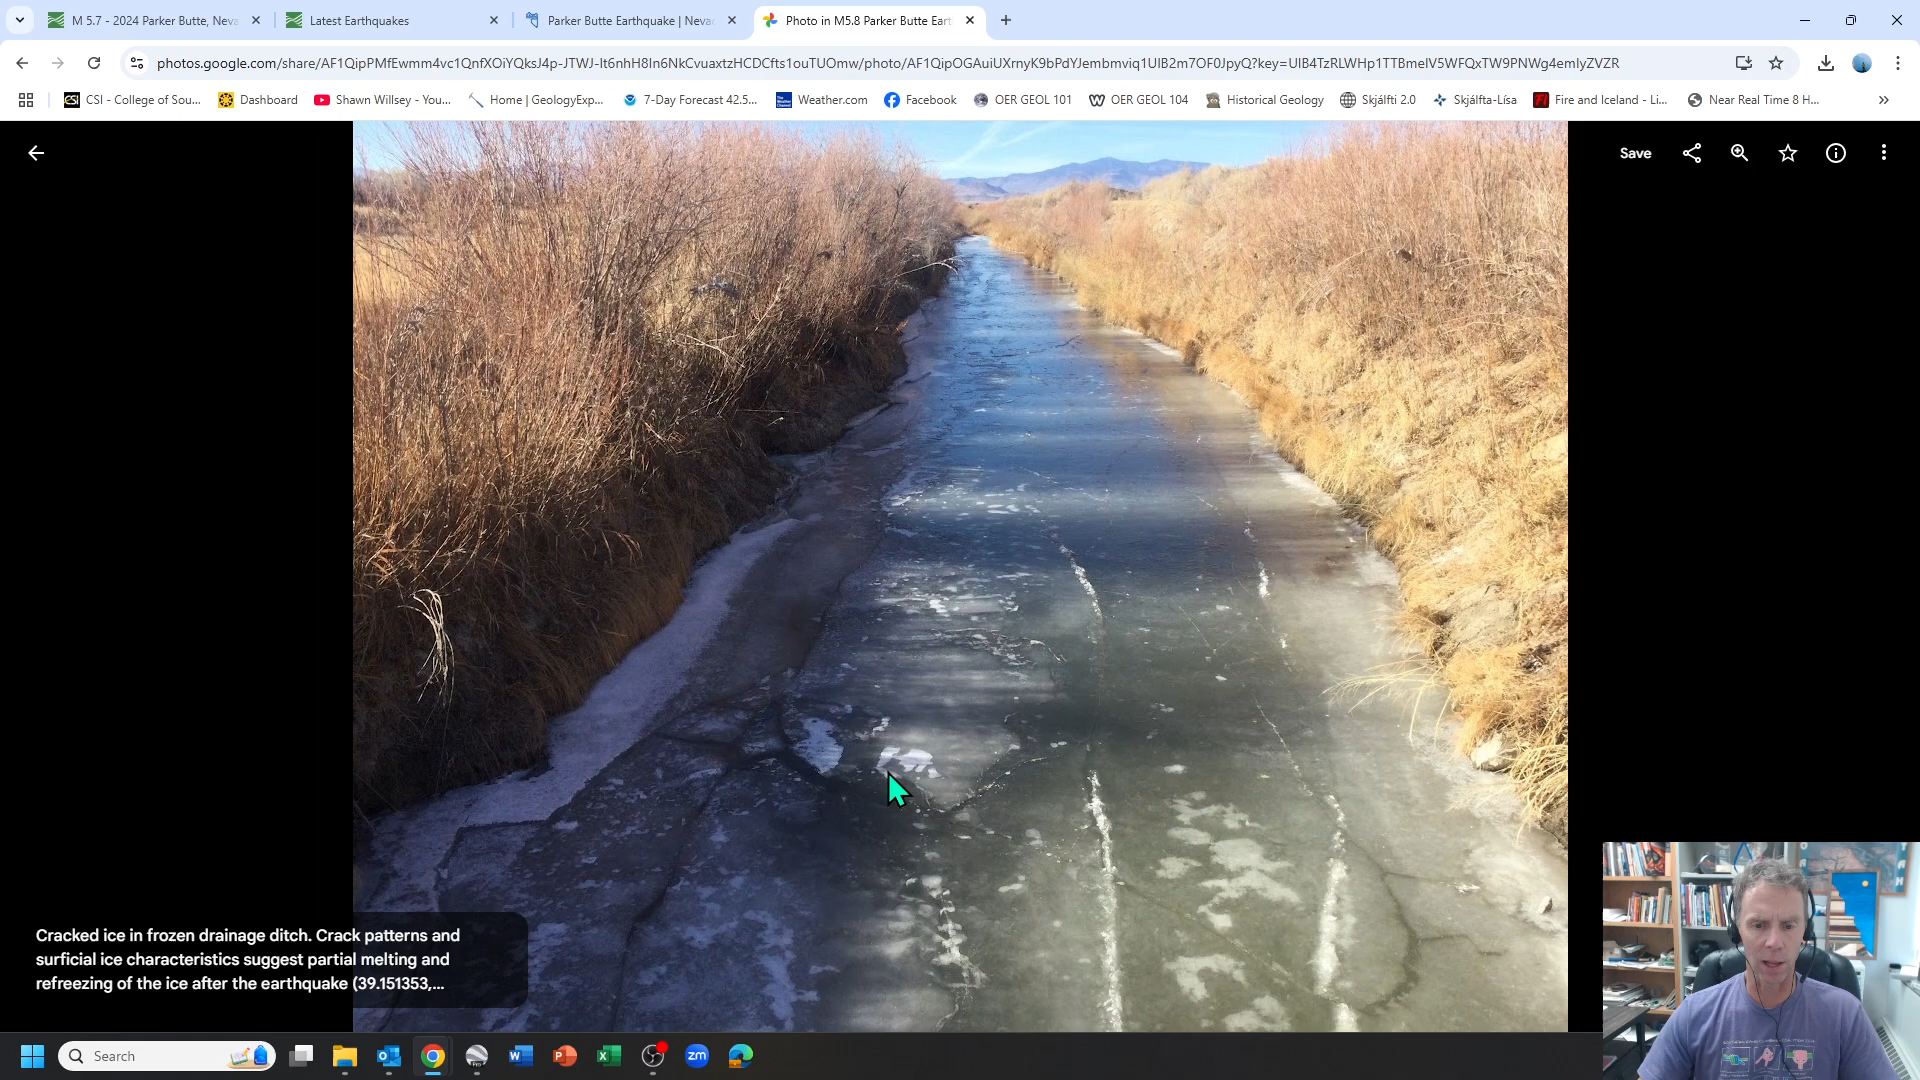 M 5.7 - 2024 Parker Butte, Neva
Latest Earthquakes
Parker Butte Earthquake | Neva
Photo in M5.8 Parker Butte Eart
photos.google.com/share/AF1QipPMfEwmm4vc1QnfXOiYQksJ4p-JTWJ-It6nhH8In6NkCvuaxtzHCDCfts1ouTUOmw/photo/AF1QipOGAuiUXrnyK9bPdYJembmviq1UIB2m7OF0JpyQ?key=UIB4TzRLWHp1TTBmelV5WFQxTW9PNWg4emlyZVZR
CSI - College of Sou...
Dashboard
Shawn Willsey - You...
Home | GeologyExp...
7-Day Forecast 42.5...
Weather.com
Facebook
OER GEOL 101
OER GEOL 104
Historical Geology
Skjálfti 2.0
Skjálfta-Lísa
Fire and Iceland - Li...
Near Real Time 8 H...
Save
Cracked ice in frozen drainage ditch. Crack patterns and
surficial ice characteristics suggest partial melting and
refreezing of the ice after the earthquake (39.151353,...
Search
zm